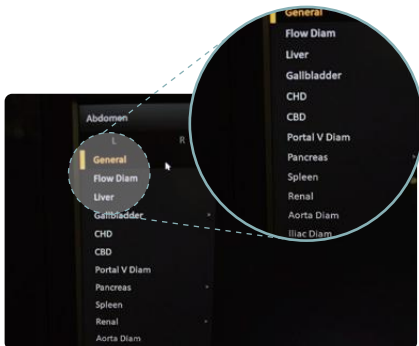 Abdomen
L R
General
Flow Diam
Liver
Gallbladder
CHD
CBD
Portal V Diam
Pancreas
Spleen
Renal
Aorta Diam
General
Flow Diam
Liver
Gallbladder
CHD
CBD
Portal V Diam
Pancreas
Spleen
Renal
Aorta Diam
Iliac Diam